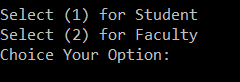 Select (1) for Student
Select (2) for Faculty
Choice Your Option: